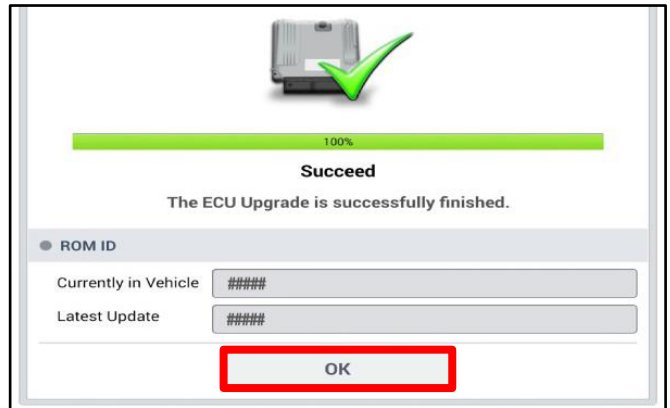 100%
Succeed
The ECU Upgrade is successfully finished.
ROM ID
Currently in Vehicle #####
Latest Update #####
OK